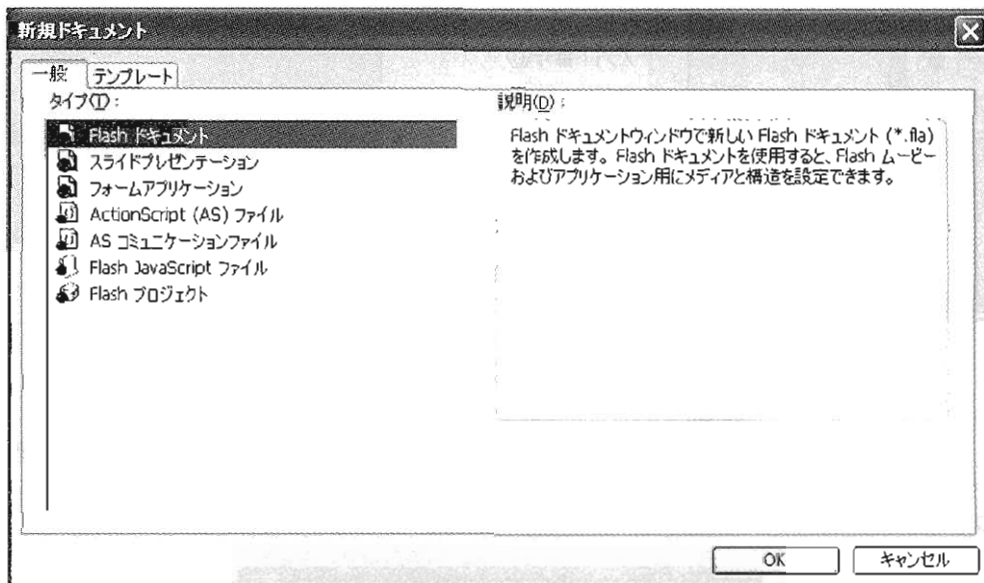 新規ドキュメント
一般
テンプレート
タイプ(T):
説明(D):
Flash ドキュメント
スライドプレゼンテーション
フォームアプリケーション
ActionScript (AS) ファイル
AS コミュニケーションファイル
Flash JavaScript ファイル
Flash プロジェクト
Flash ドキュメントウィンドウで新しい Flash ドキュメント (*.fla)
を作成します。Flash ドキュメントを使用すると、Flash ムービー
およびアプリケーション用にメディアと構造を設定できます。
OK
キャンセル